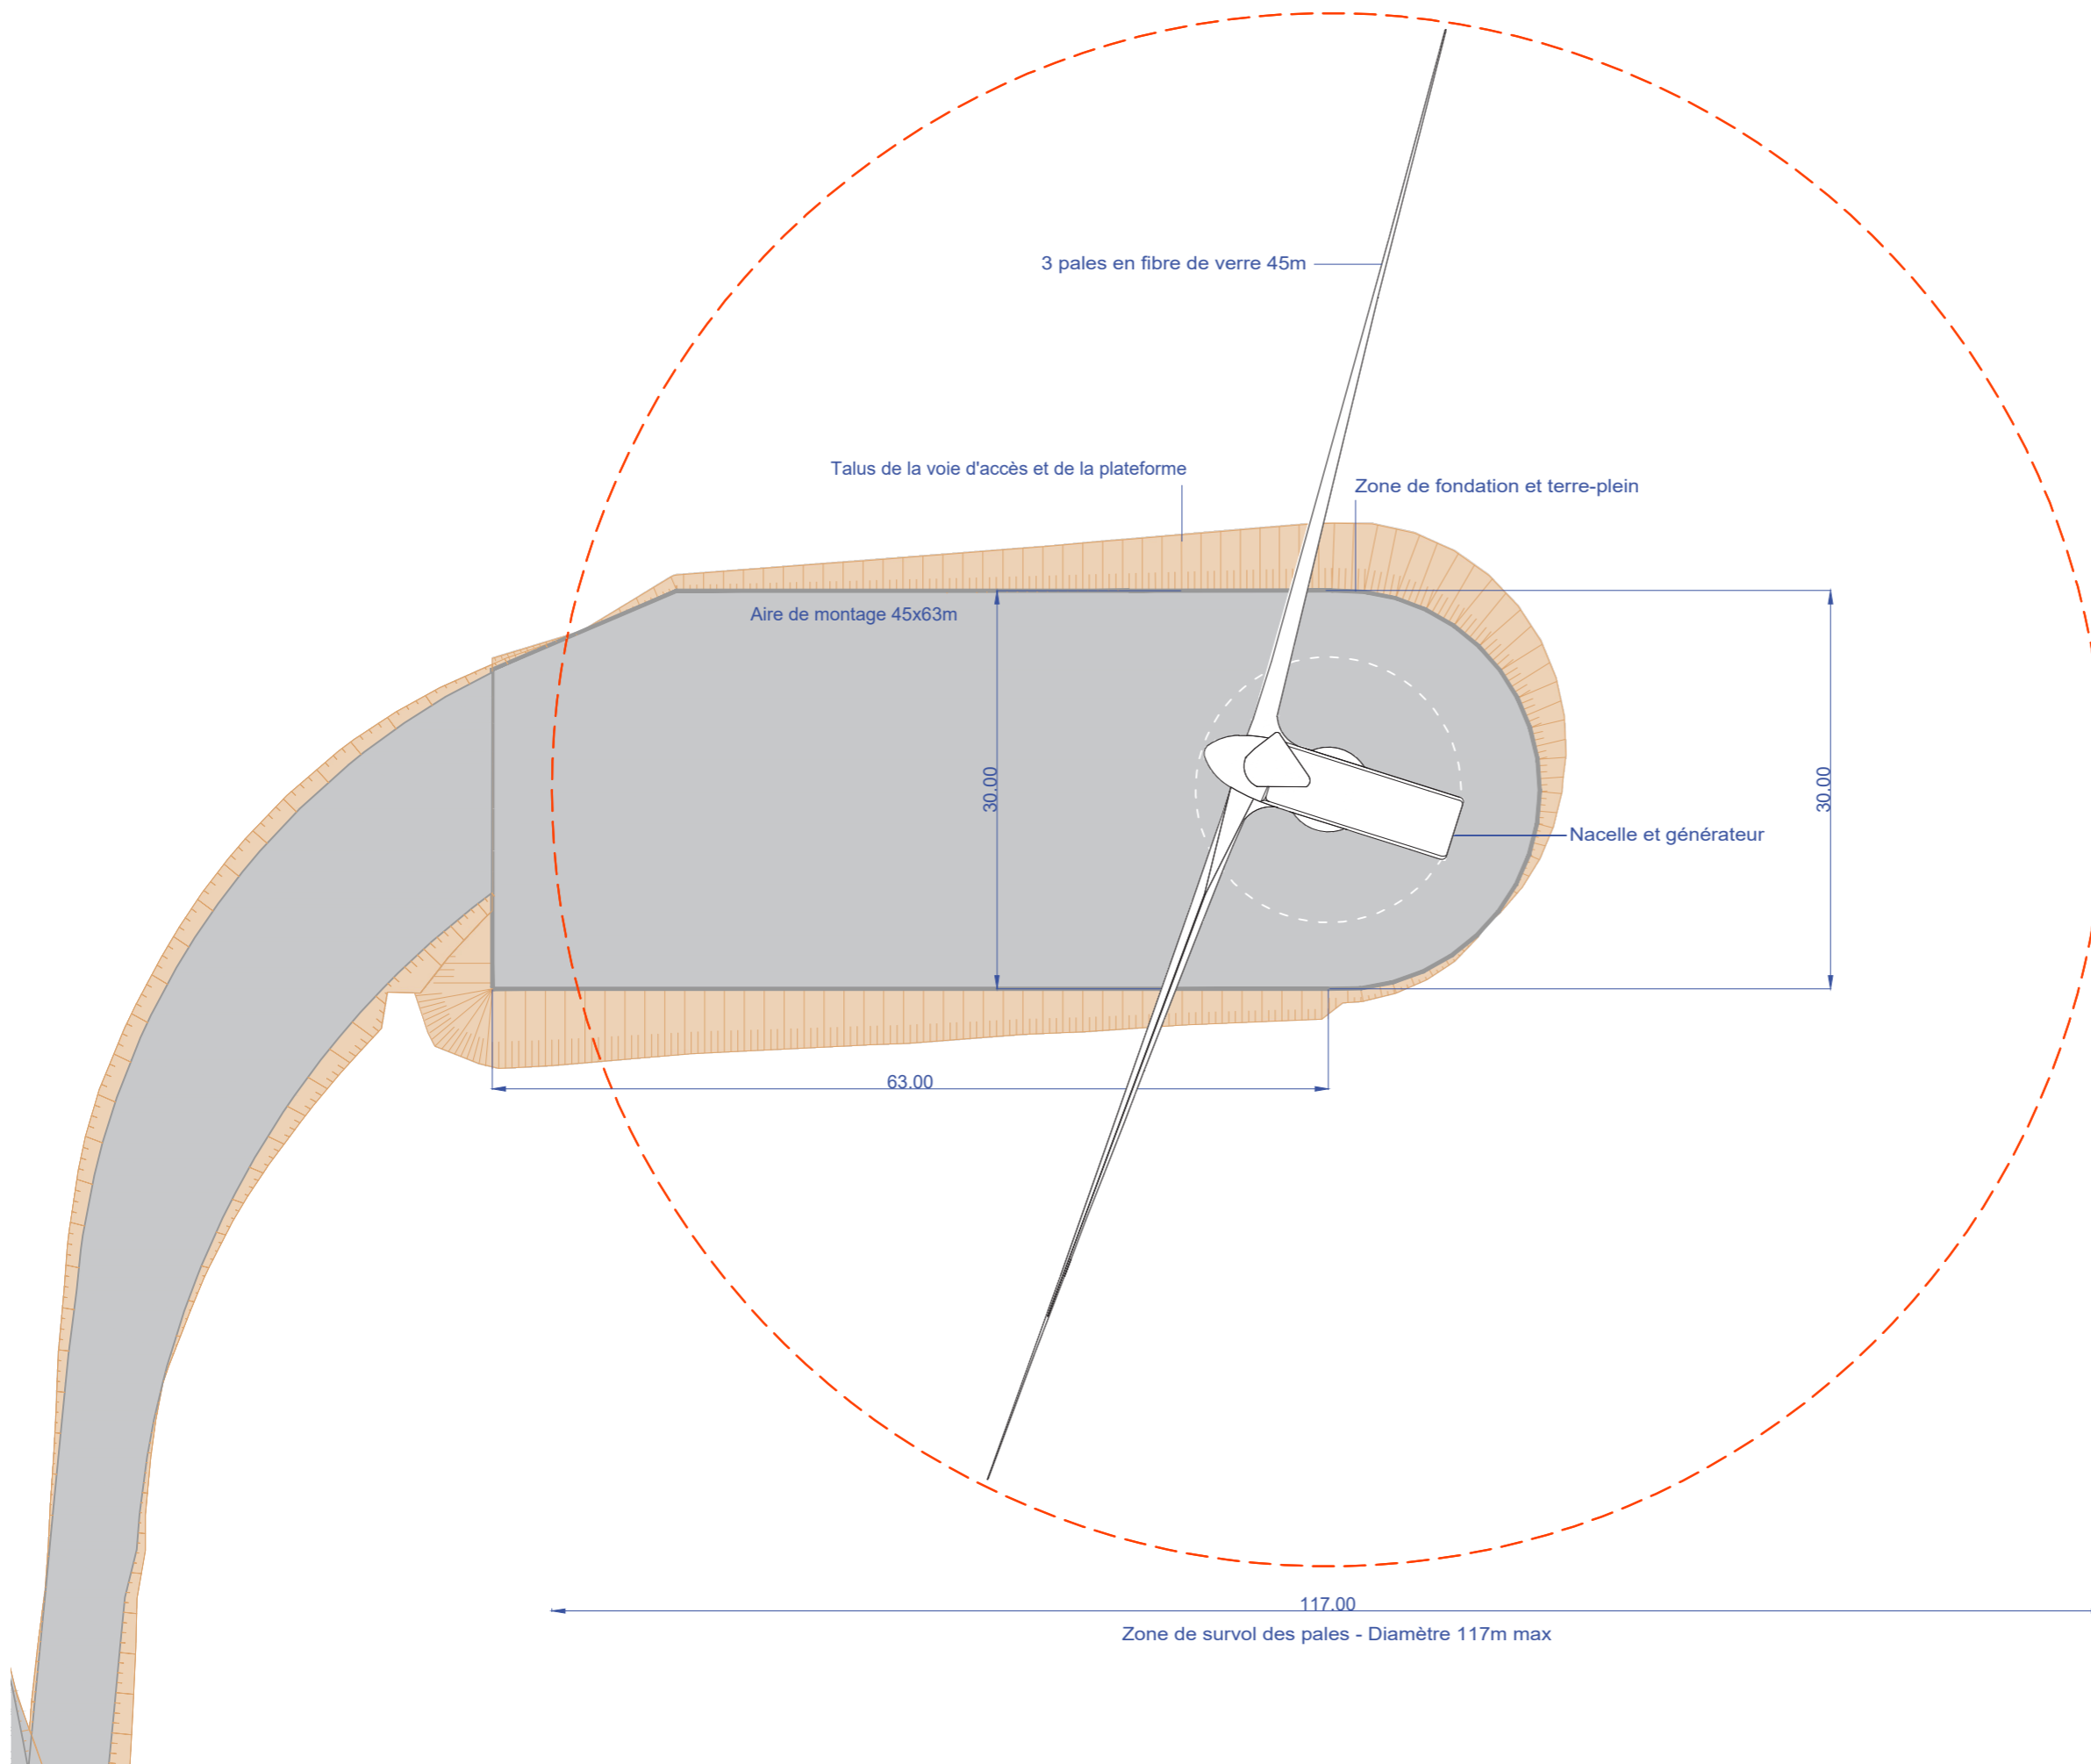 3 pales en fibre de verre 45m
Talus de la voie d'accès et de la plateforme
Zone de fondation et terre-plein
Aire de montage 45x63m
30.00
30.00
Nacelle et générateur
63.00
117.00
Zone de survol des pales - Diamètre 117m max